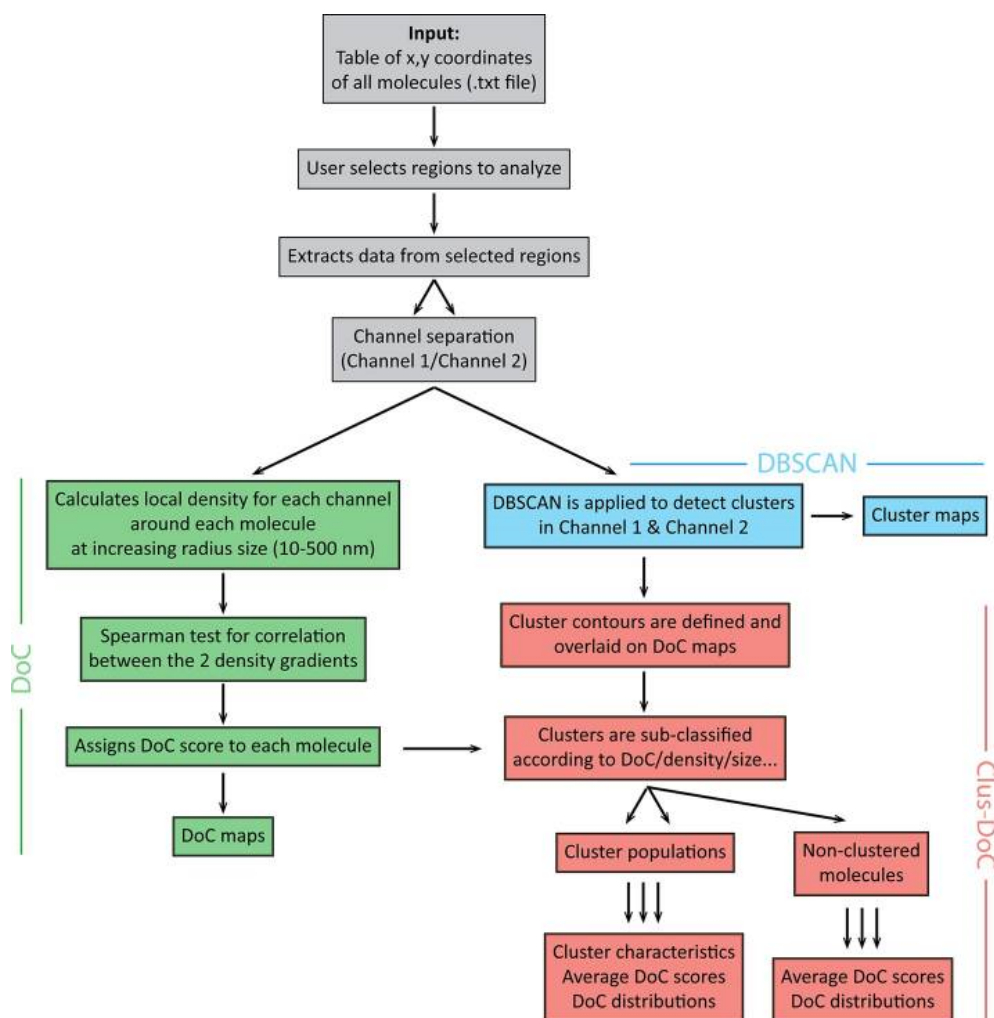 Input:
Table of x,y coordinates
of all molecules (.txt file)
User selects regions to analyze
Extracts data from selected regions
Channel separation
(Channel 1/Channel 2)
DoC
Calculates local density for each channel
around each molecule
at increasing radius size (10-500 nm)
Spearman test for correlation
between the 2 density gradients
Assigns DoC score to each molecule
DoC maps
DBSCAN
DBSCAN is applied to detect clusters
in Channel 1 & Channel 2
Cluster maps
Clus-DoC
Cluster contours are defined and
overlaid on DoC maps
Clusters are sub-classified
according to DoC/density/size...
Cluster populations
Non-clustered
molecules
Cluster characteristics
Average DoC scores
DoC distributions
Average DoC scores
DoC distributions